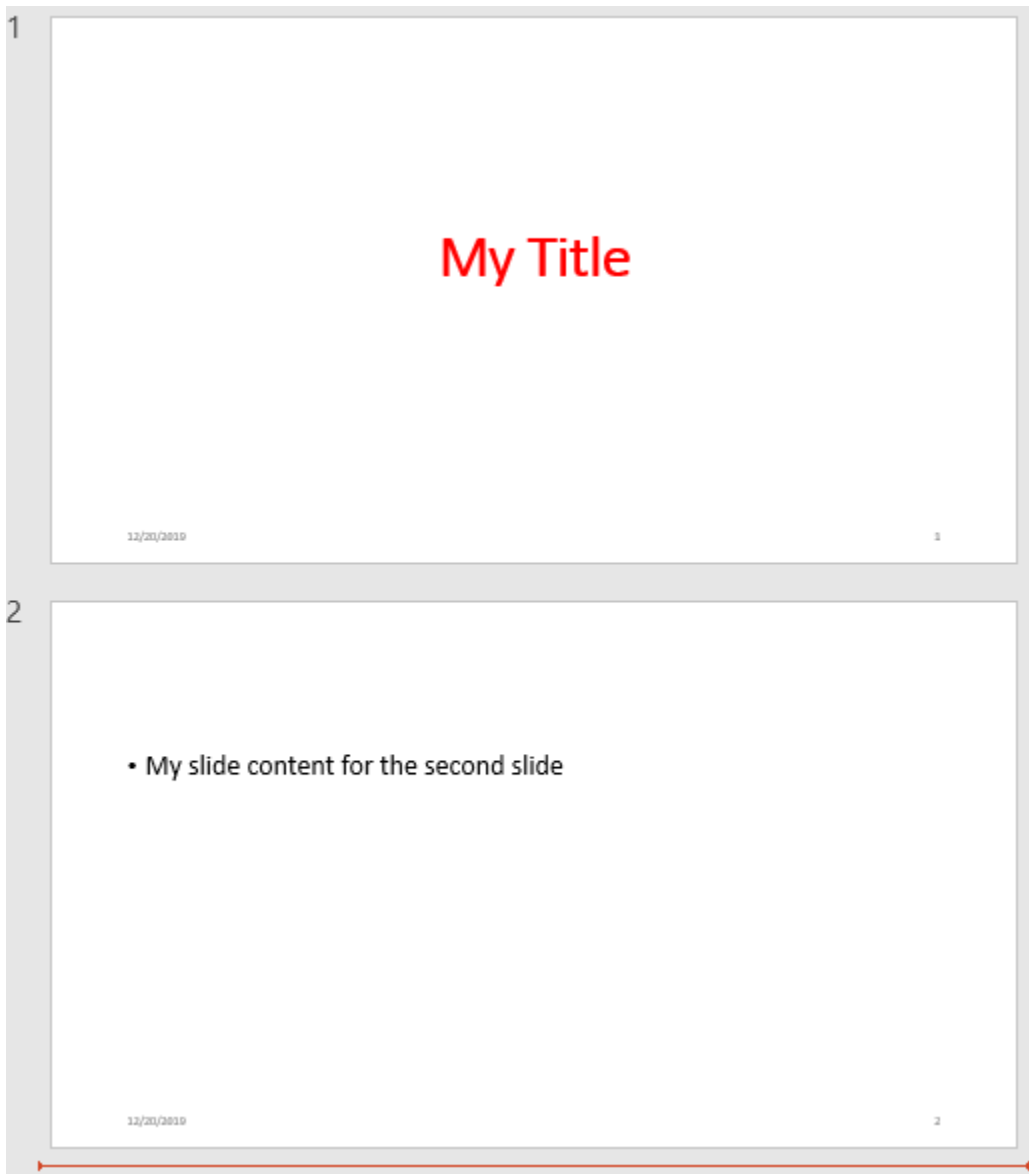 1
My Title
12/20/2019 1
2
• My slide content for the second slide
12/20/2019 2